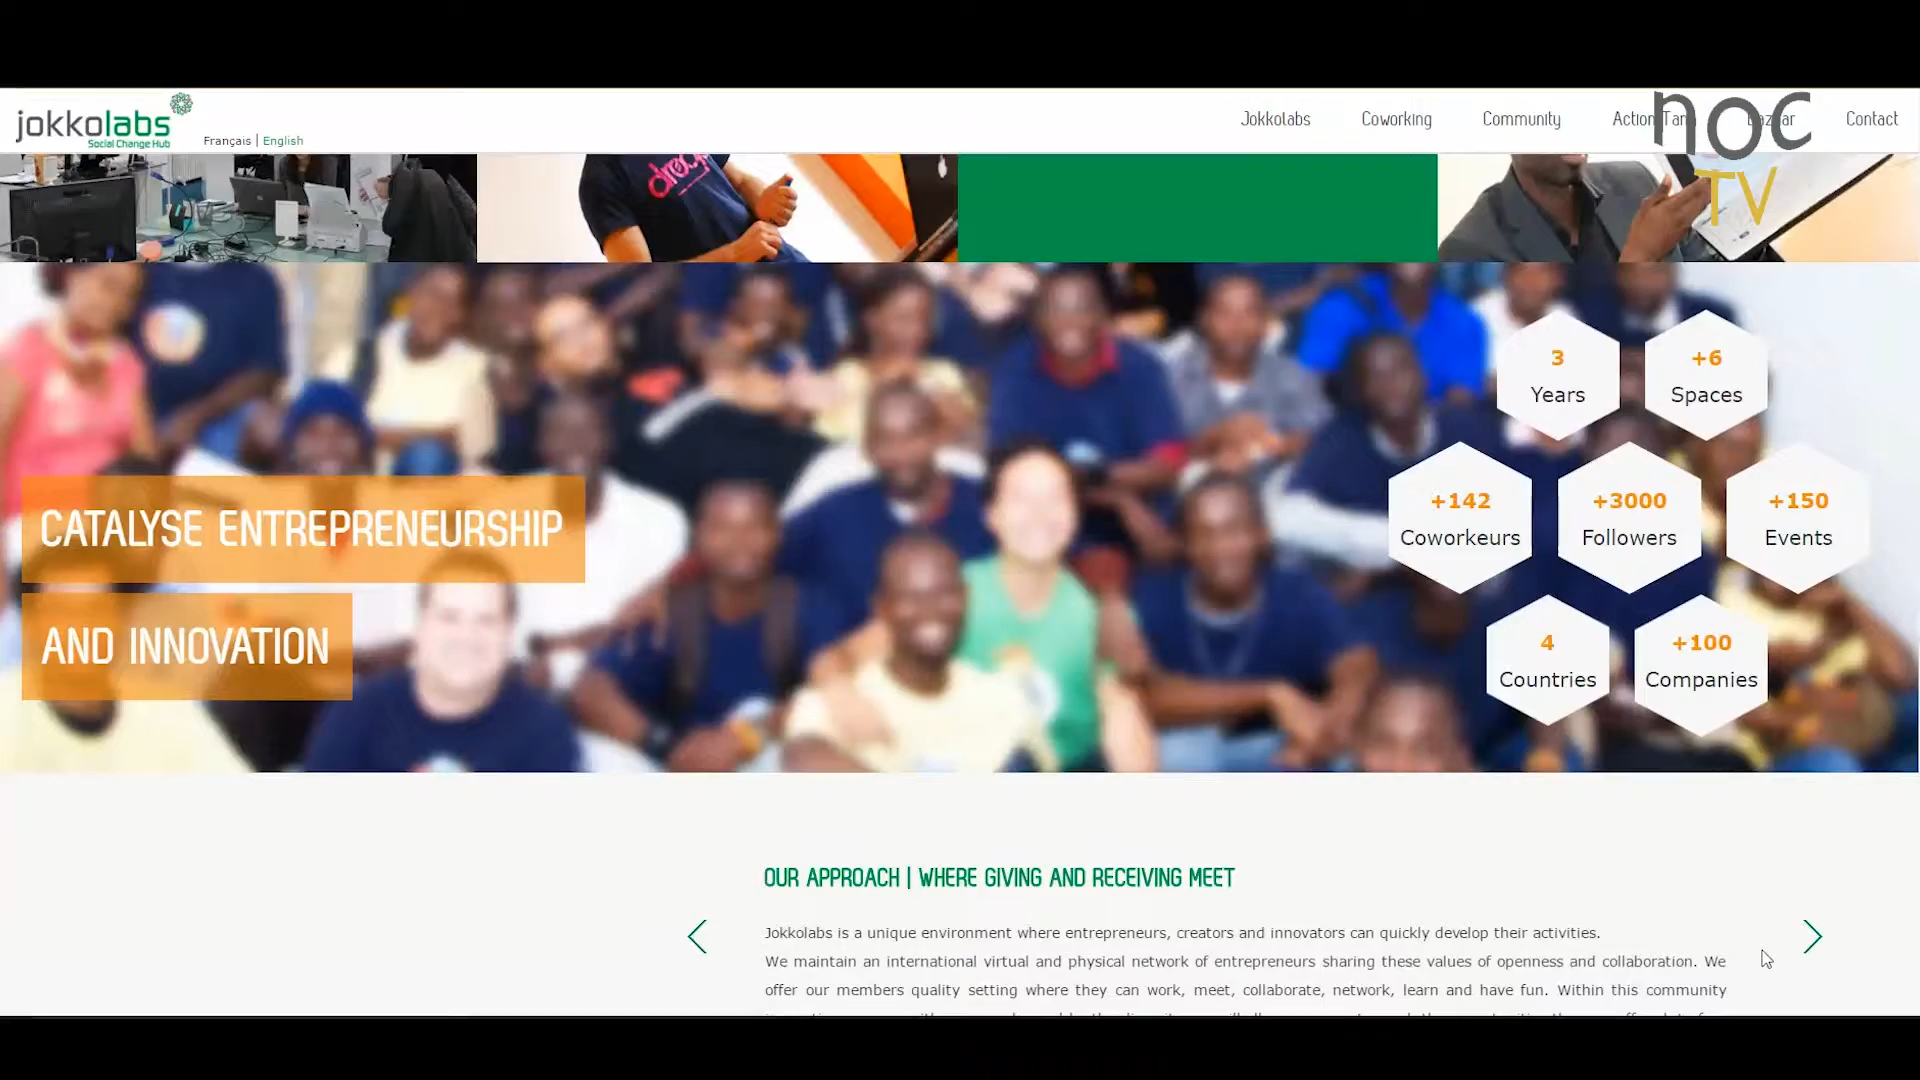 jokkolabs
Social Change Hub
Français | English
Jokkolabs
Coworking
Community
Action Tank
Bazaar
Contact
noc
TV
3
Years
+6
Spaces
+142
Coworkeurs
+3000
Followers
+150
Events
4
Countries
+100
Companies
CATALYSE ENTREPRENEURSHIP
AND INNOVATION
OUR APPROACH | WHERE GIVING AND RECEIVING MEET
Jokkolabs is a unique environment where entrepreneurs, creators and innovators can quickly develop their activities.
We maintain an international virtual and physical network of entrepreneurs sharing these values of openness and collaboration. We
offer our members quality setting where they can work, meet, collaborate, network, learn and have fun. Within this community